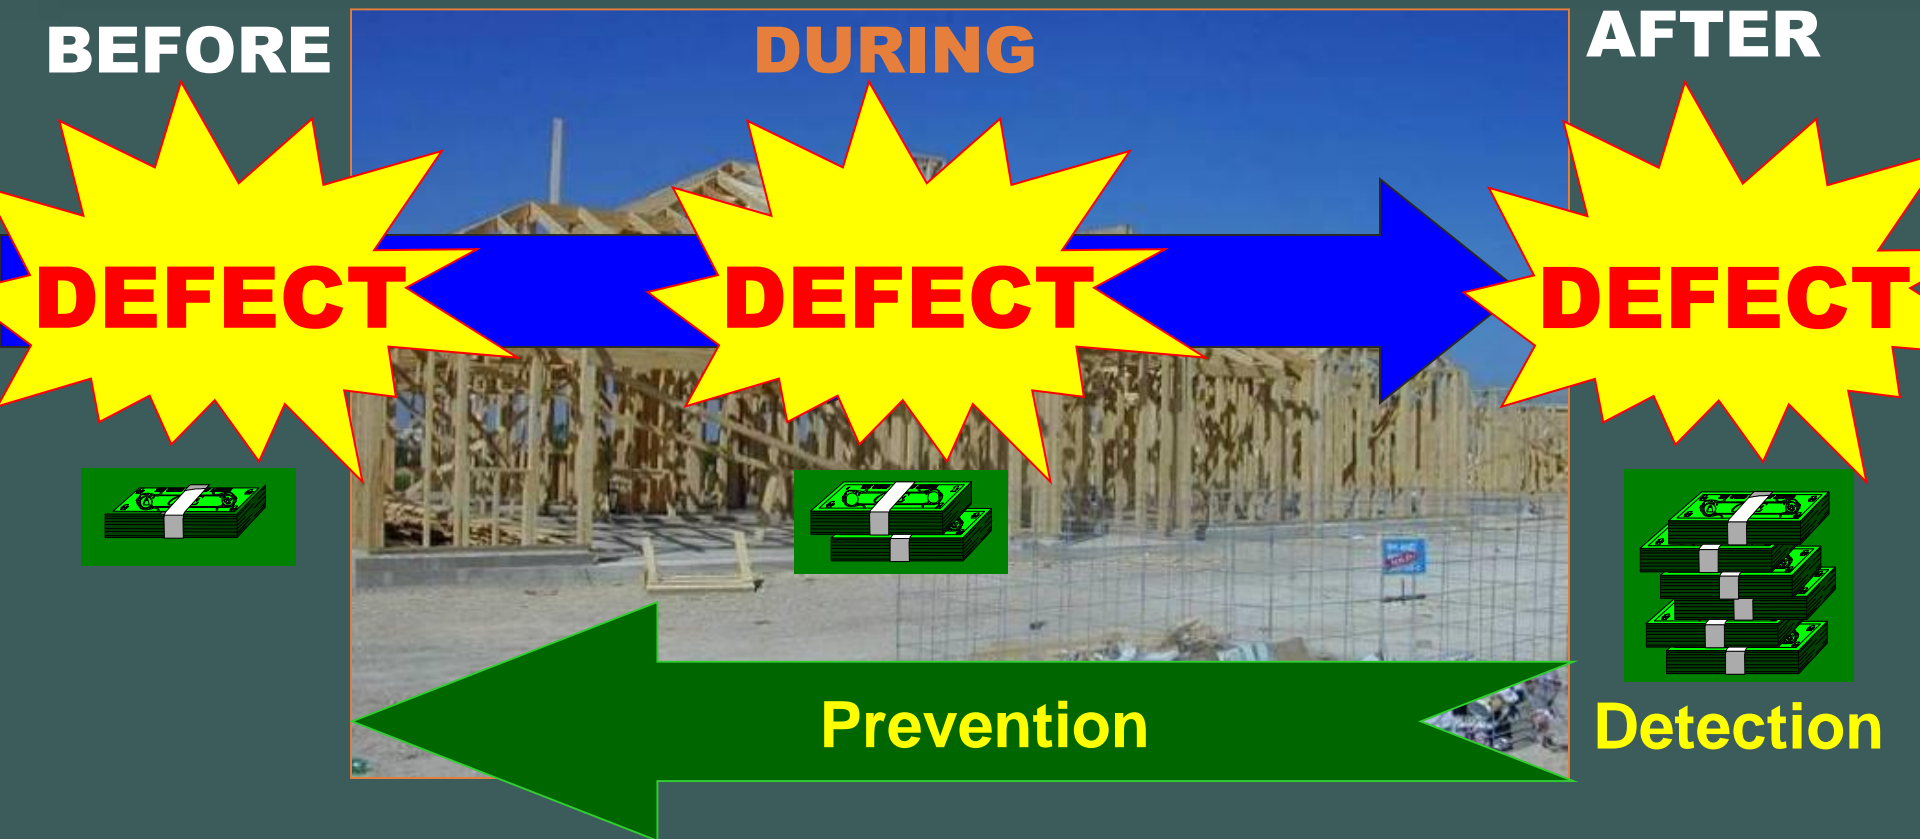 BEFORE
DURING
AFTER
DEFECT
DEFECT
DEFECT
Prevention
Detection